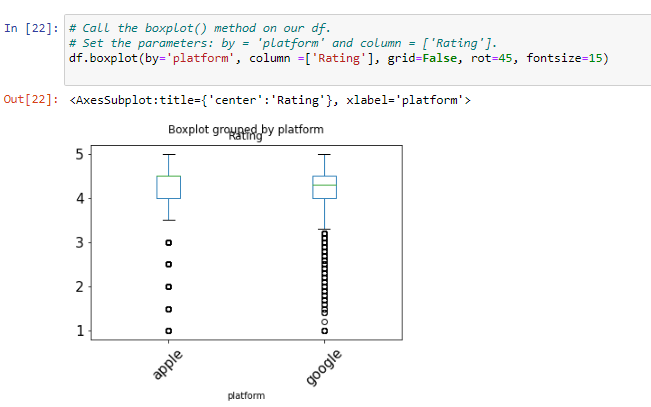 In [22]: # Call the boxplot() method on our df.
# Set the parameters: by = 'platform' and column = ['Rating'].
df.boxplot(by='platform', column =['Rating'], grid=False, rot=45, fontsize=15)
Out[22]: <AxesSubplot:title={'center':'Rating'}, xlabel='platform'>
Boxplot grouped by platform
Rating
5
4
3
2
1
apple
google
platform